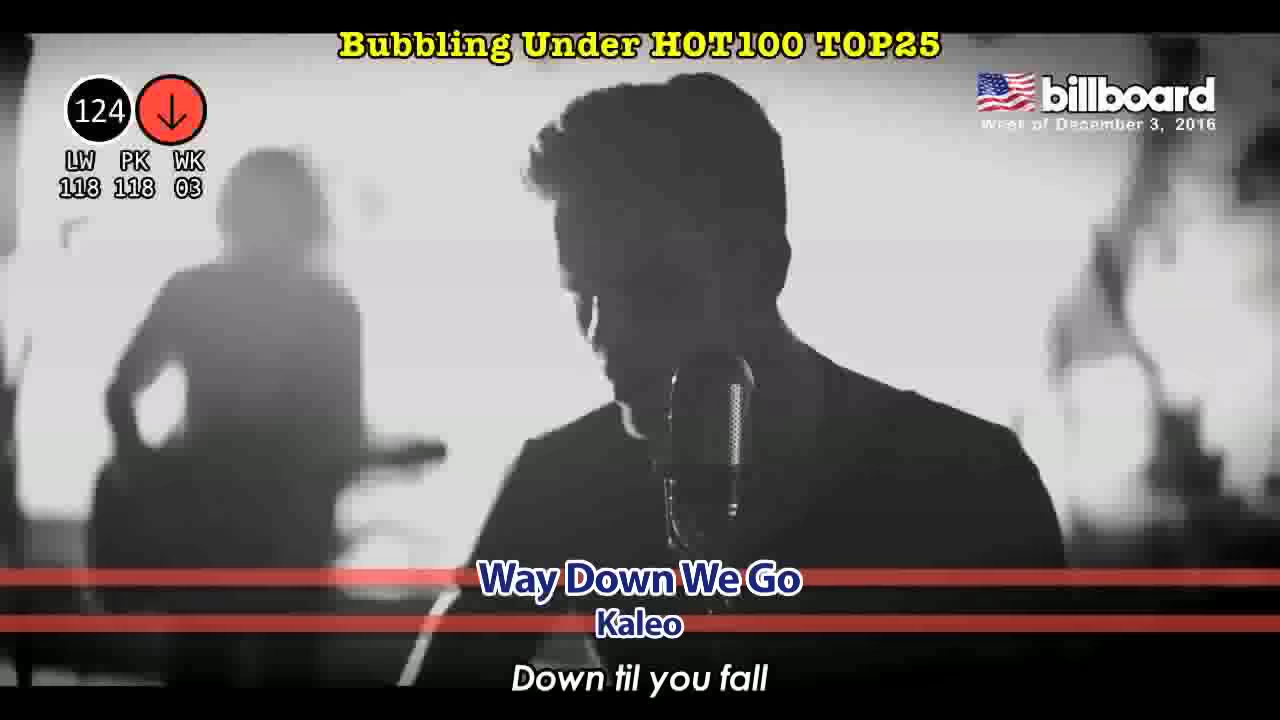 Bubbling Under HOT100 TOP25
124
LW PK WK
118 118 03
billboard
Week of December 3, 2016
Way Down We Go
Kaleo
Down til you fall